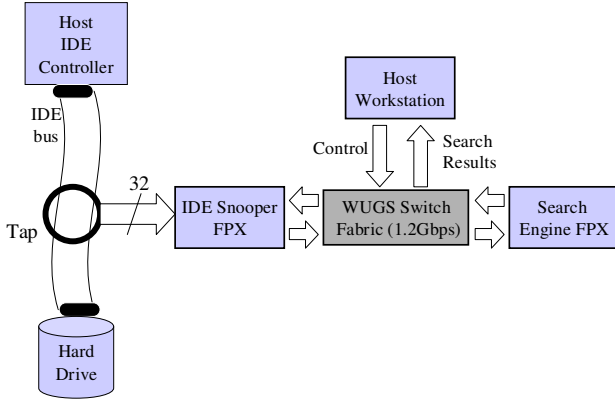 Host
IDE
Controller
IDE
bus
Tap
32
Hard
Drive
IDE Snooper
FPX
Host
Workstation
Control
Search
Results
WUGS Switch
Fabric (1.2Gbps)
Search
Engine FPX